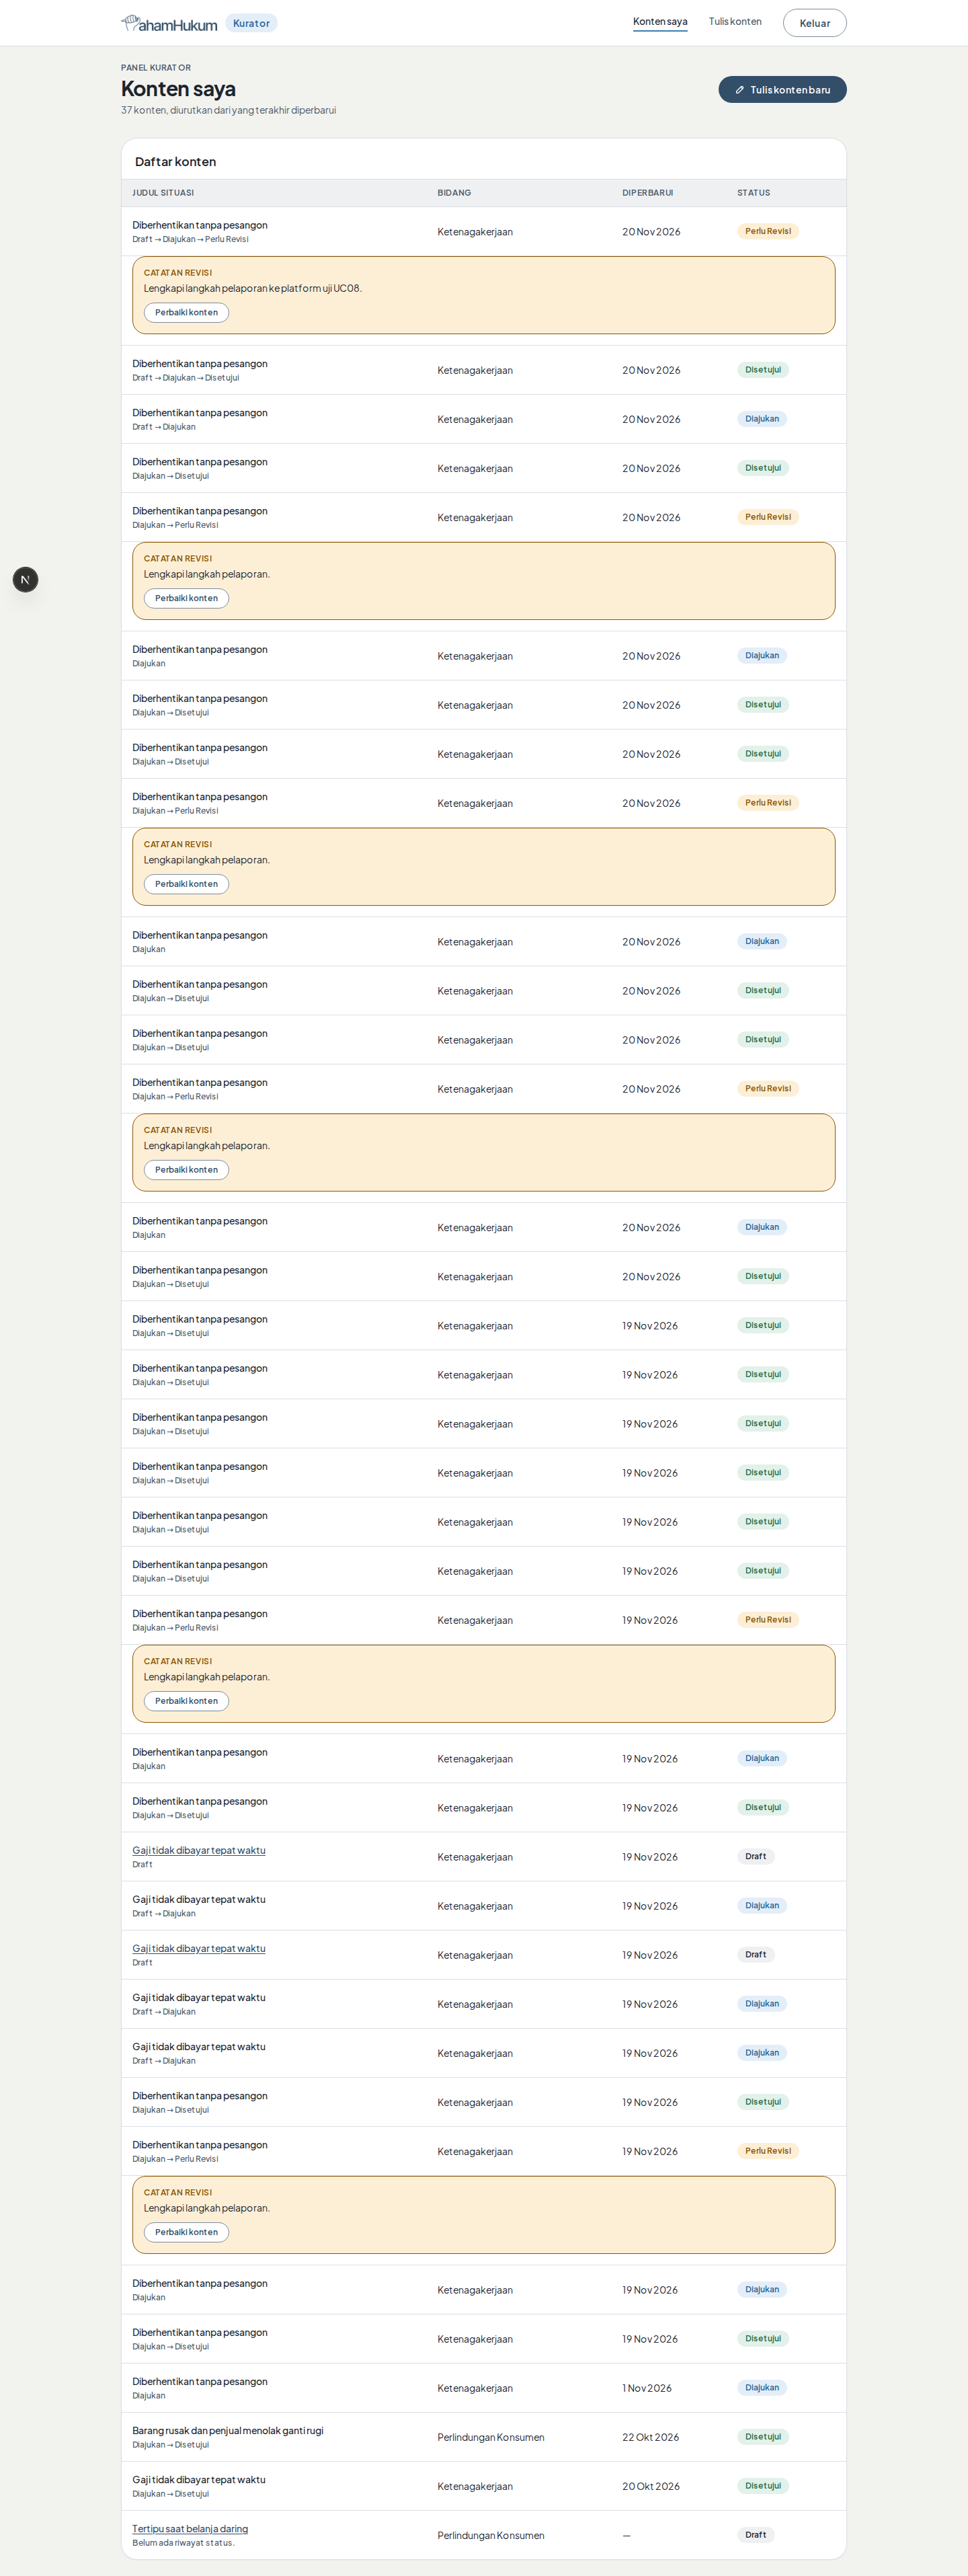 PahamHukum Kurator Konten saya Tulis konten Keluar
PANEL KURATOR
Konten saya
37 konten, diurutkan dari yang terakhir diperbarui
Tulis konten baru
Daftar konten
JUDUL SITUASI BIDANG DIPERBARUI STATUS
Diberhentikan tanpa pesangon
Draft → Diajukan → Perlu Revisi
Ketenagakerjaan 20 Nov 2026 Perlu Revisi
CATATAN REVISI
Lengkapi langkah pelaporan ke platform uji UC08.
Perbaiki konten
Diberhentikan tanpa pesangon
Draft → Diajukan → Disetujui
Ketenagakerjaan 20 Nov 2026 Disetujui
Diberhentikan tanpa pesangon
Draft → Diajukan
Ketenagakerjaan 20 Nov 2026 Diajukan
Diberhentikan tanpa pesangon
Diajukan → Disetujui
Ketenagakerjaan 20 Nov 2026 Disetujui
Diberhentikan tanpa pesangon
Diajukan → Perlu Revisi
Ketenagakerjaan 20 Nov 2026 Perlu Revisi
CATATAN REVISI
Lengkapi langkah pelaporan.
Perbaiki konten
Diberhentikan tanpa pesangon
Diajukan
Ketenagakerjaan 20 Nov 2026 Diajukan
Diberhentikan tanpa pesangon
Diajukan → Disetujui
Ketenagakerjaan 20 Nov 2026 Disetujui
Diberhentikan tanpa pesangon
Diajukan → Disetujui
Ketenagakerjaan 20 Nov 2026 Disetujui
Diberhentikan tanpa pesangon
Diajukan → Perlu Revisi
Ketenagakerjaan 20 Nov 2026 Perlu Revisi
CATATAN REVISI
Lengkapi langkah pelaporan.
Perbaiki konten
Diberhentikan tanpa pesangon
Diajukan
Ketenagakerjaan 20 Nov 2026 Diajukan
Diberhentikan tanpa pesangon
Diajukan → Disetujui
Ketenagakerjaan 20 Nov 2026 Disetujui
Diberhentikan tanpa pesangon
Diajukan → Disetujui
Ketenagakerjaan 20 Nov 2026 Disetujui
Diberhentikan tanpa pesangon
Diajukan → Perlu Revisi
Ketenagakerjaan 20 Nov 2026 Perlu Revisi
CATATAN REVISI
Lengkapi langkah pelaporan.
Perbaiki konten
Diberhentikan tanpa pesangon
Diajukan
Ketenagakerjaan 20 Nov 2026 Diajukan
Diberhentikan tanpa pesangon
Diajukan → Disetujui
Ketenagakerjaan 20 Nov 2026 Disetujui
Diberhentikan tanpa pesangon
Diajukan → Disetujui
Ketenagakerjaan 19 Nov 2026 Disetujui
Diberhentikan tanpa pesangon
Diajukan → Disetujui
Ketenagakerjaan 19 Nov 2026 Disetujui
Diberhentikan tanpa pesangon
Diajukan → Disetujui
Ketenagakerjaan 19 Nov 2026 Disetujui
Diberhentikan tanpa pesangon
Diajukan → Disetujui
Ketenagakerjaan 19 Nov 2026 Disetujui
Diberhentikan tanpa pesangon
Diajukan → Disetujui
Ketenagakerjaan 19 Nov 2026 Disetujui
Diberhentikan tanpa pesangon
Diajukan → Disetujui
Ketenagakerjaan 19 Nov 2026 Disetujui
Diberhentikan tanpa pesangon
Diajukan → Perlu Revisi
Ketenagakerjaan 19 Nov 2026 Perlu Revisi
CATATAN REVISI
Lengkapi langkah pelaporan.
Perbaiki konten
Diberhentikan tanpa pesangon
Diajukan
Ketenagakerjaan 19 Nov 2026 Diajukan
Diberhentikan tanpa pesangon
Diajukan → Disetujui
Ketenagakerjaan 19 Nov 2026 Disetujui
Gaji tidak dibayar tepat waktu
Draft
Ketenagakerjaan 19 Nov 2026 Draft
Gaji tidak dibayar tepat waktu
Draft → Diajukan
Ketenagakerjaan 19 Nov 2026 Diajukan
Gaji tidak dibayar tepat waktu
Draft
Ketenagakerjaan 19 Nov 2026 Draft
Gaji tidak dibayar tepat waktu
Draft → Diajukan
Ketenagakerjaan 19 Nov 2026 Diajukan
Gaji tidak dibayar tepat waktu
Draft → Diajukan
Ketenagakerjaan 19 Nov 2026 Diajukan
Diberhentikan tanpa pesangon
Diajukan → Disetujui
Ketenagakerjaan 19 Nov 2026 Disetujui
Diberhentikan tanpa pesangon
Diajukan → Perlu Revisi
Ketenagakerjaan 19 Nov 2026 Perlu Revisi
CATATAN REVISI
Lengkapi langkah pelaporan.
Perbaiki konten
Diberhentikan tanpa pesangon
Diajukan
Ketenagakerjaan 19 Nov 2026 Diajukan
Diberhentikan tanpa pesangon
Diajukan → Disetujui
Ketenagakerjaan 19 Nov 2026 Disetujui
Diberhentikan tanpa pesangon
Diajukan
Ketenagakerjaan 1 Nov 2026 Diajukan
Barang rusak dan penjual menolak ganti rugi
Diajukan → Disetujui
Perlindungan Konsumen 22 Okt 2026 Disetujui
Gaji tidak dibayar tepat waktu
Diajukan → Disetujui
Ketenagakerjaan 20 Okt 2026 Disetujui
Tertipu saat belanja daring
Belum ada riwayat status.
Perlindungan Konsumen — Draft
N